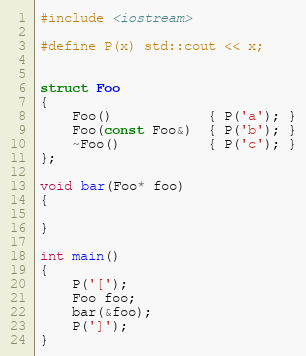 1 #include <iostream>
2
3 #define P(x) std::cout << x;
4
5
6 struct Foo
7 {
8     Foo()             { P('a'); }
9     Foo(const Foo&)  { P('b'); }
10     ~Foo()            { P('c'); }
11 };
12
13 void bar(Foo* foo)
14 {
15
16 }
17
18 int main()
19 {
20     P('[');
21     Foo foo;
22     bar(&foo);
23     P(']');
24 }